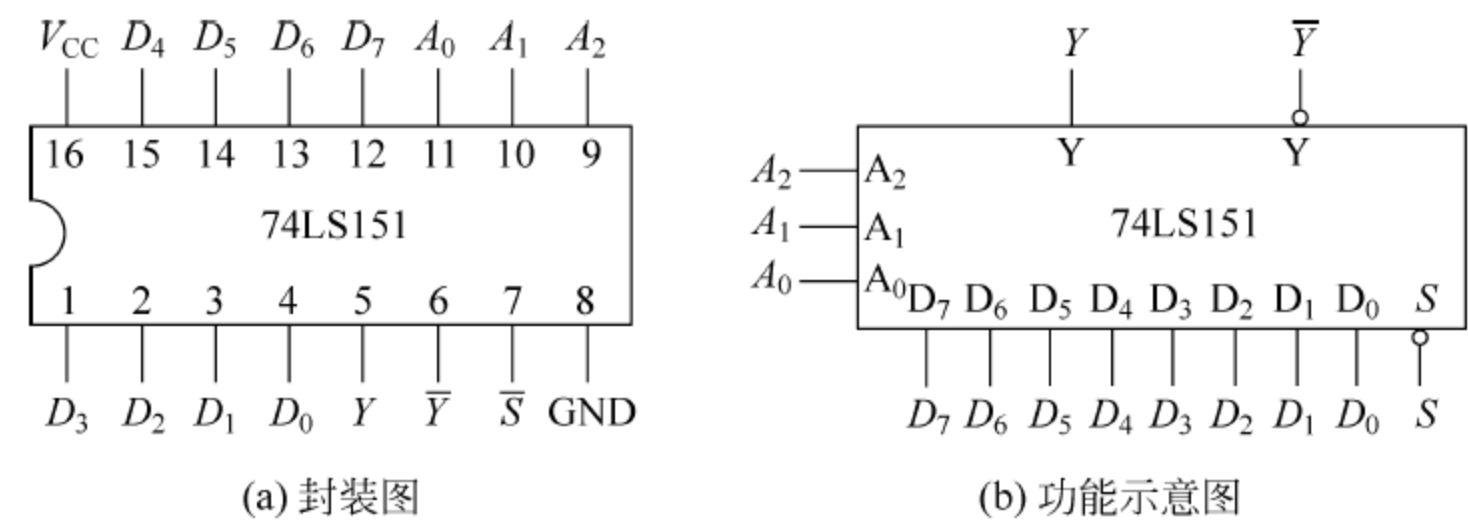 V_CC D_4 D_5 D_6 D_7 A_0 A_1 A_2
16 15 14 13 12 11 10 9
74LS151
1 2 3 4 5 6 7 8
D_3 D_2 D_1 D_0 Y Y̅ S̅ GND
(a) 封装图
Y Y̅
Y Y
A_2 A_2
A_1 A_1
A_0 A_0
74LS151
D_7 D_6 D_5 D_4 D_3 D_2 D_1 D_0 S
D_7 D_6 D_5 D_4 D_3 D_2 D_1 D_0 S
(b) 功能示意图